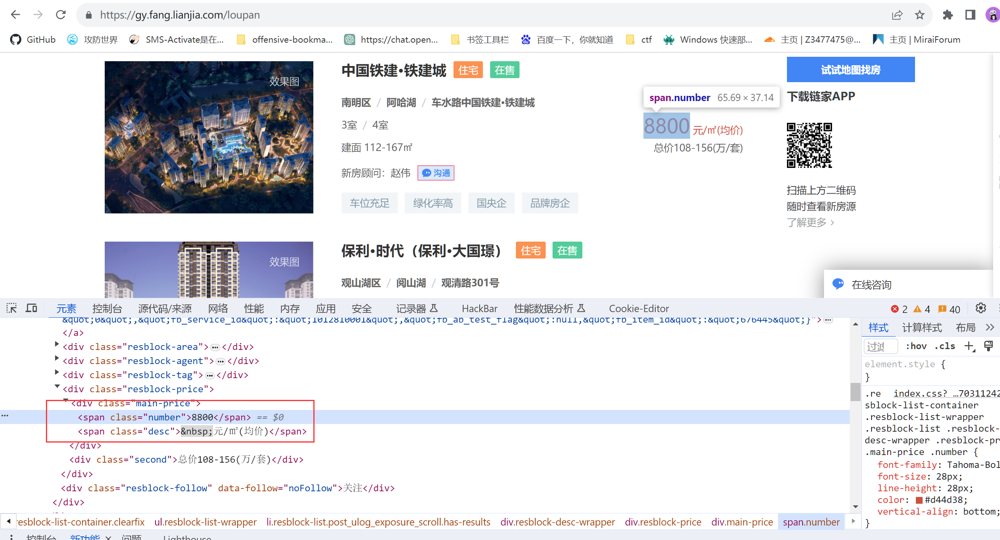 https://gy.fang.lianjia.com/loupan
GitHub 攻防世界 SMS-Activate是在... offensive-bookma... https://chat.open... 书签工具栏 百度一下，你就知道 ctf Windows 快速部... 主页 | Z3477475@... 主页 | MiraiForum
效果图
中国铁建•铁建城 住宅 在售
南明区 / 阿哈湖 / 车水路中国铁建•铁建城
3室 / 4室
建面 112-167㎡
新房顾问：赵伟 沟通
车位充足 绿化率高 国央企 品牌房企
span.number 65.69 × 37.14
8800 元/㎡(均价)
总价108-156(万/套)
试试地图找房
下载链家APP
扫描上方二维码
随时查看新房源
了解更多 >
效果图
保利•时代（保利•大国璟） 住宅 在售
观山湖区 / 阅山湖 / 观清路301号
在线咨询
元素 控制台 源代码/来源 网络 性能 内存 应用 安全 记录器 HackBar 性能数据分析 Cookie-Editor 2 4 40
&quot;0&quot;,&quot;fb_service_id&quot;:&quot;1012810001&quot;,&quot;fb_ab_test_flag&quot;:null,&quot;fb_item_id&quot;:&quot;676445&quot;}">…
</a>
<div class="resblock-area">…</div>
<div class="resblock-agent">…</div>
<div class="resblock-tag">…</div>
<div class="resblock-price">
<div class="main-price">
<span class="number">8800</span> == $0
<span class="desc">&nbsp;元/㎡(均价)</span>
</div>
<div class="second">总价108-156(万/套)</div>
</div>
<div class="resblock-follow" data-follow="noFollow">关注</div>
</div>
样式 计算样式 布局 »
过滤 :hov .cls
element.style {
}
.re index.css? …70311242
sblock-list-container
.resblock-list-wrapper
.resblock-list .resblock-
desc-wrapper .resblock-pr
.main-price .number {
font-family: Tahoma-Bol
font-size: 28px;
line-height: 28px;
color: #d44d38;
vertical-align: bottom;
}
resblock-list-container.clearfix ul.resblock-list-wrapper li.resblock-list.post_ulog_exposure_scroll.has-results div.resblock-desc-wrapper div.resblock-price div.main-price span.number
控制台 新功能 × 问题 Lighthouse